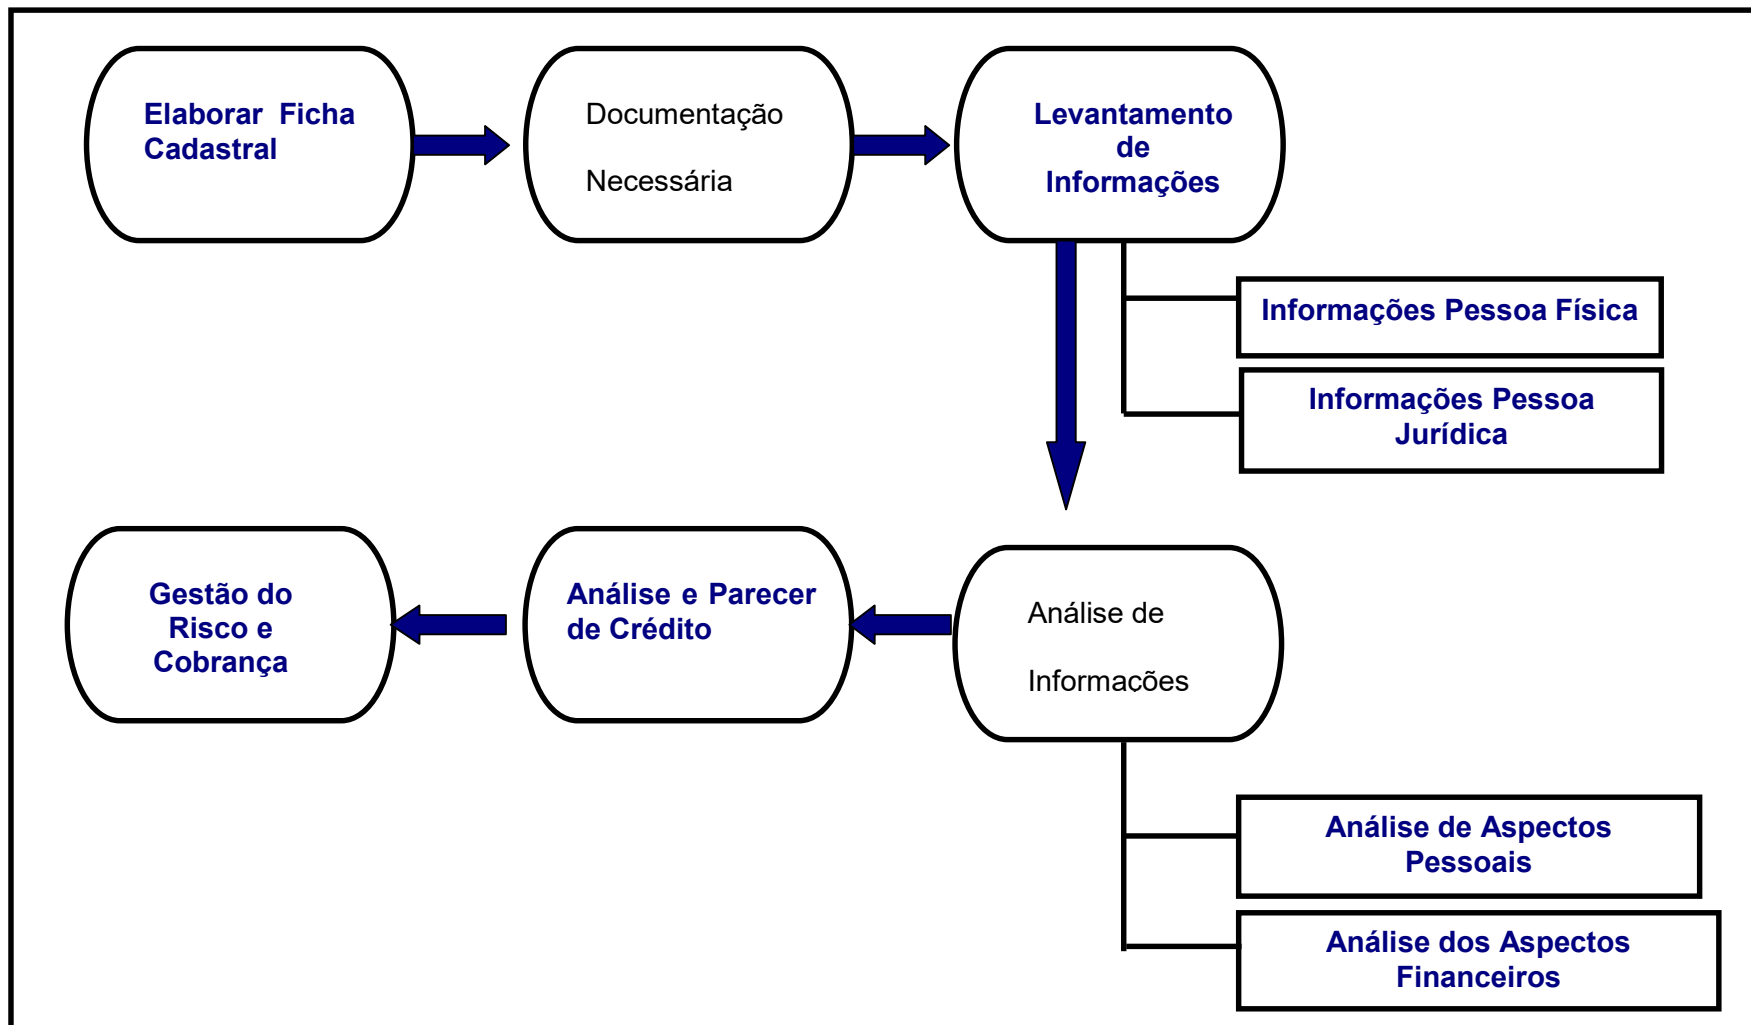 Elaborar Ficha
Cadastral
Documentação
Necessária
Levantamento
de
Informações
Informações Pessoa Física
Informações Pessoa
Jurídica
Gestão do
Risco e
Cobrança
Análise e Parecer
de Crédito
Análise de
Informações
Análise de Aspectos
Pessoais
Análise dos Aspectos
Financeiros